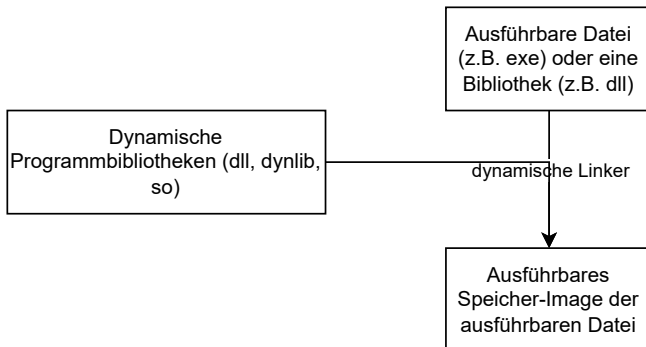 Ausführbare Datei
(z.B. exe) oder eine
Bibliothek (z.B. dll)
Dynamische
Programmbibliotheken (dll, dynlib,
so)
dynamische Linker
Ausführbares
Speicher-Image der
ausführbaren Datei